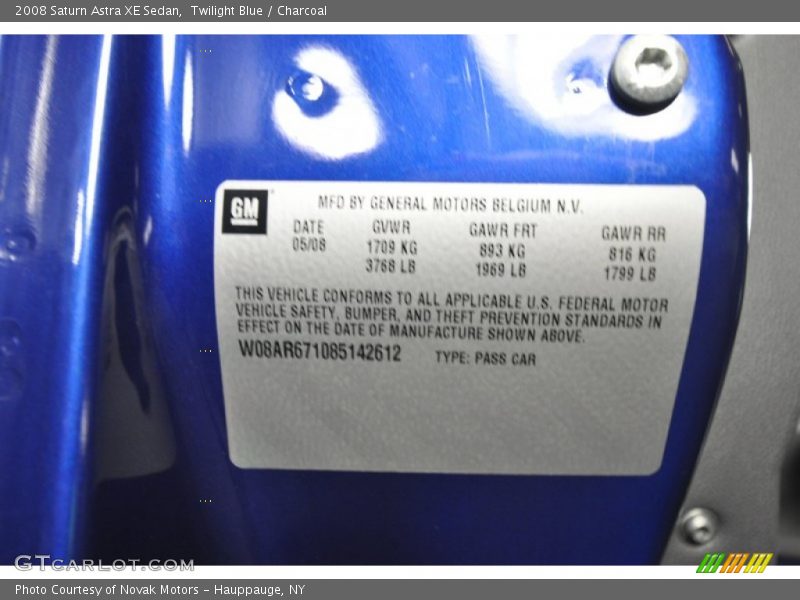 2008 Saturn Astra XE Sedan, Twilight Blue / Charcoal
GM
MFD BY GENERAL MOTORS BELGIUM N.V.
DATE GVWR GAWR FRT GAWR RR
05/08 1709 KG 893 KG 816 KG
3768 LB 1969 LB 1799 LB
THIS VEHICLE CONFORMS TO ALL APPLICABLE U.S. FEDERAL MOTOR
VEHICLE SAFETY, BUMPER, AND THEFT PREVENTION STANDARDS IN
EFFECT ON THE DATE OF MANUFACTURE SHOWN ABOVE.
W08AR671085142612 TYPE: PASS CAR
GTCARLOT.COM
Photo Courtesy of Novak Motors - Hauppauge, NY